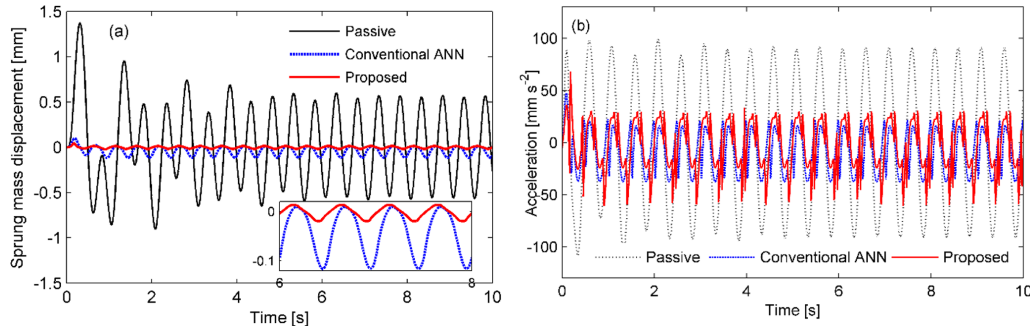 (a)
Passive
Conventional ANN
Proposed
Sprung mass displacement [mm]
1.5
1
0.5
0
-0.5
-1
-1.5
0
-0.1
6
8
0
2
4
6
8
10
Time [s]
(b)
Acceleration [mm s⁻²]
100
50
0
-50
-100
Passive
Conventional ANN
Proposed
0
2
4
6
8
10
Time [s]